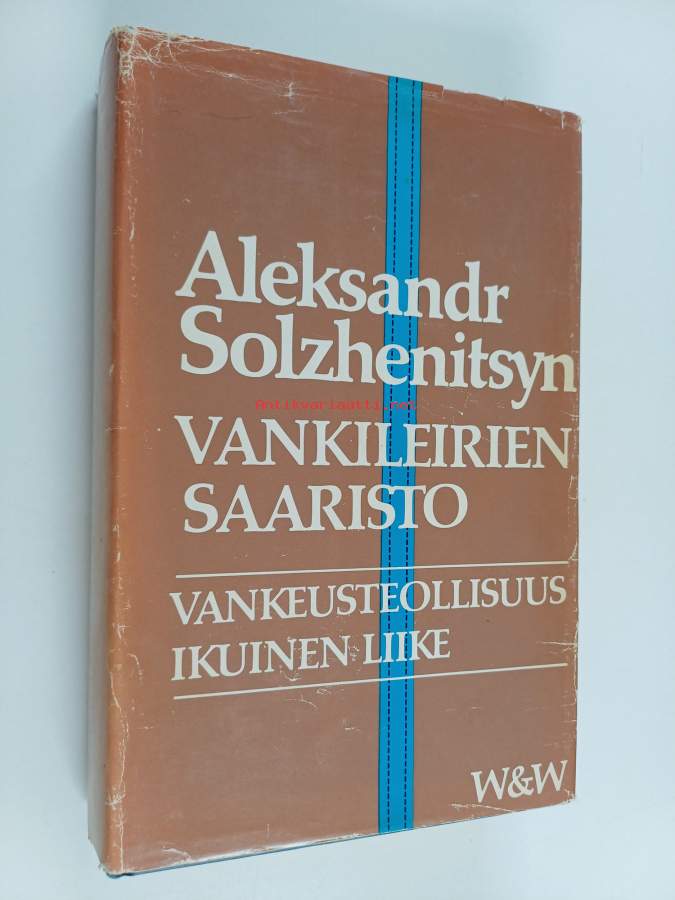 Aleksandr
Solzhenitsyn
Antikvariaatti.net
VANKILEIRIEN
SAARISTO
VANKEUSTEOLLISUUS
IKUINEN LIIKE
W&W